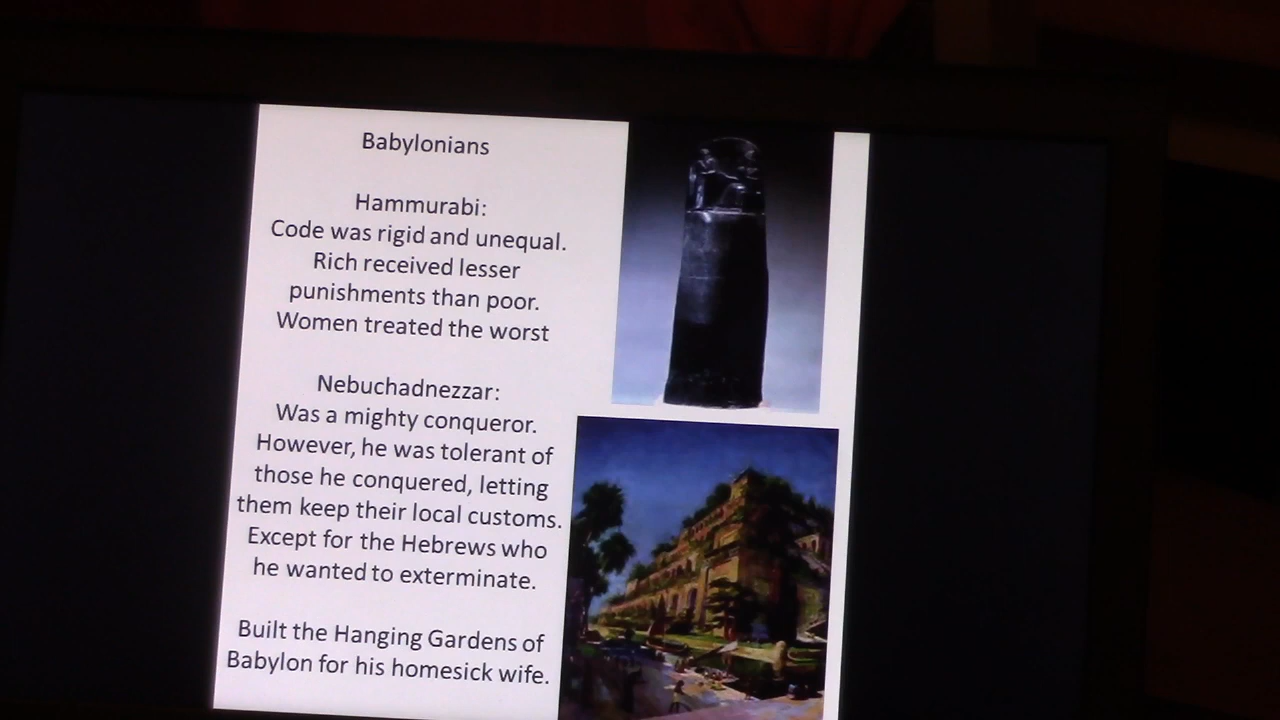 Babylonians
Hammurabi:
Code was rigid and unequal.
Rich received lesser
punishments than poor.
Women treated the worst
Nebuchadnezzar:
Was a mighty conqueror.
However, he was tolerant of
those he conquered, letting
them keep their local customs.
Except for the Hebrews who
he wanted to exterminate.
Built the Hanging Gardens of
Babylon for his homesick wife.